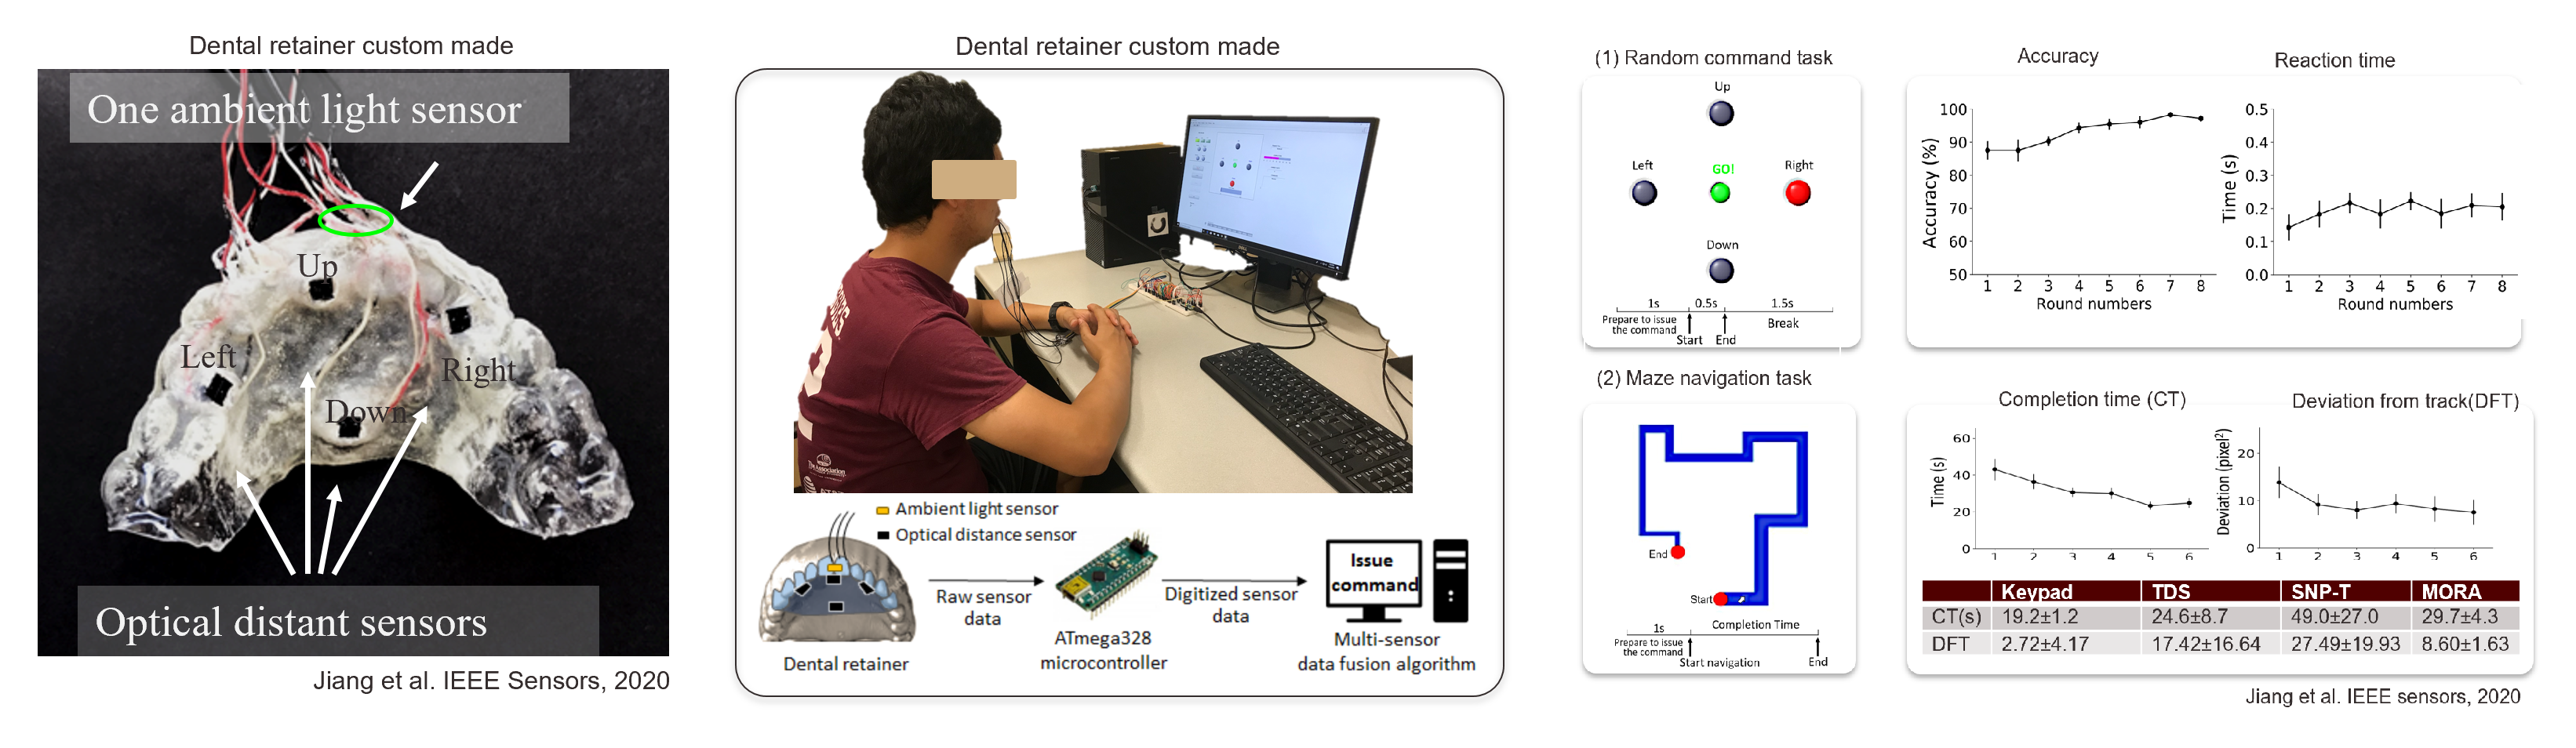 Dental retainer custom made
One ambient light sensor
Up
Left
Right
Down
Optical distant sensors
Jiang et al. IEEE Sensors, 2020
Dental retainer custom made
Ambient light sensor
Optical distance sensor
Raw sensor
data
Digitized sensor
data
Issue
command
Dental retainer
ATmega328
microcontroller
Multi-sensor
data fusion algorithm
(1) Random command task
Up
Left
GO!
Right
Down
1s
0.5s
1.5s
Prepare to issue
the command
Start
End
Break
(2) Maze navigation task
End
Start
1s
Completion Time
Prepare to issue
the command
Start navigation
End
Accuracy
Accuracy (%)
100
90
80
70
60
50
1 2 3 4 5 6 7 8
Round numbers
Reaction time
Time (s)
0.5
0.4
0.3
0.2
0.1
0.0
1 2 3 4 5 6 7 8
Round numbers
Completion time (CT)
Time (s)
60
40
20
0
1 2 3 4 5 6
Deviation from track(DFT)
Deviation (pixel²)
20
10
0
1 2 3 4 5 6
Keypad TDS SNP-T MORA
CT(s) 19.2±1.2 24.6±8.7 49.0±27.0 29.7±4.3
DFT 2.72±4.17 17.42±16.64 27.49±19.93 8.60±1.63
Jiang et al. IEEE sensors, 2020